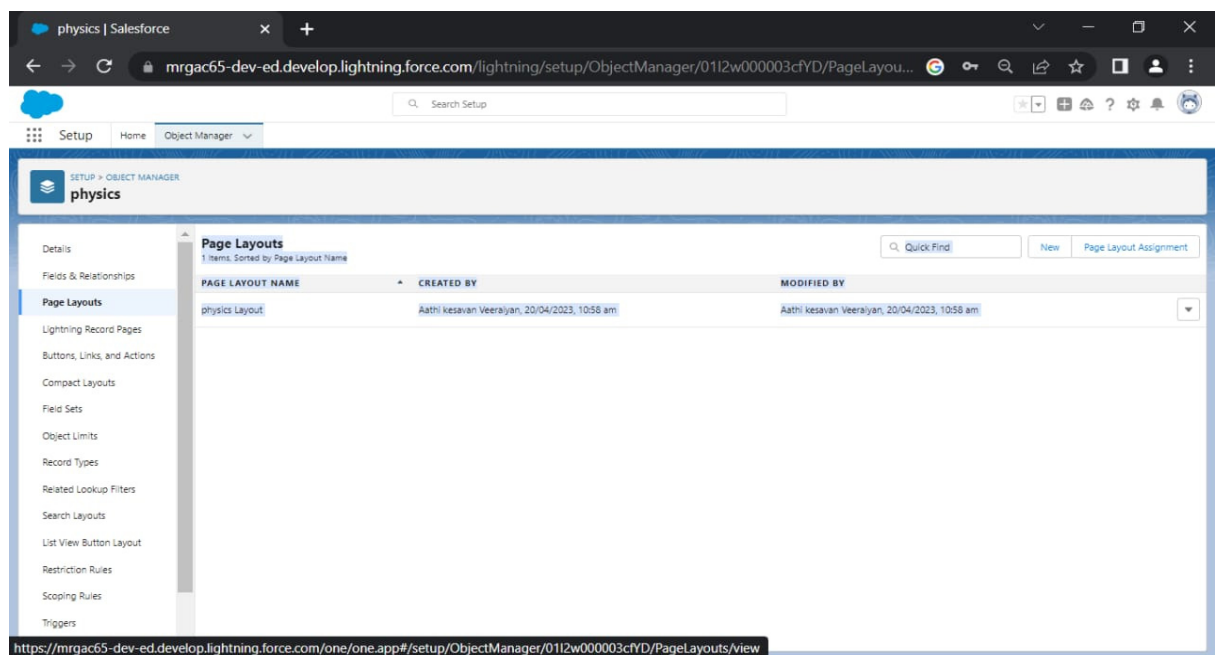 physics | Salesforce
mrgac65-dev-ed.develop.lightning.force.com/lightning/setup/ObjectManager/01I2w000003cfYD/PageLayou...
Search Setup
Setup Home Object Manager
SETUP > OBJECT MANAGER
physics
Details
Fields & Relationships
Page Layouts
Lightning Record Pages
Buttons, Links, and Actions
Compact Layouts
Field Sets
Object Limits
Record Types
Related Lookup Filters
Search Layouts
List View Button Layout
Restriction Rules
Scoping Rules
Triggers
Page Layouts
1 Items, Sorted by Page Layout Name
Quick Find New Page Layout Assignment
PAGE LAYOUT NAME CREATED BY MODIFIED BY
physics Layout Aathi kesavan Veeraiyan, 20/04/2023, 10:58 am Aathi kesavan Veeraiyan, 20/04/2023, 10:58 am
https://mrgac65-dev-ed.develop.lightning.force.com/one/one.app#/setup/ObjectManager/01I2w000003cfYD/PageLayouts/view